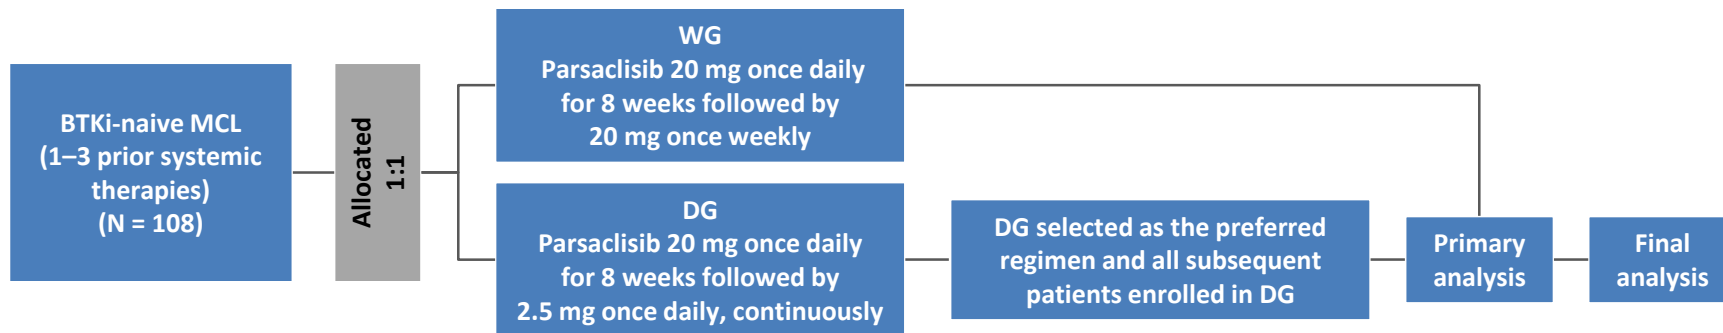 BTKi-naive MCL
(1–3 prior systemic
therapies)
(N = 108)
Allocated
1:1
WG
Parsaclisib 20 mg once daily
for 8 weeks followed by
20 mg once weekly
DG
Parsaclisib 20 mg once daily
for 8 weeks followed by
2.5 mg once daily, continuously
DG selected as the preferred
regimen and all subsequent
patients enrolled in DG
Primary
analysis
Final
analysis